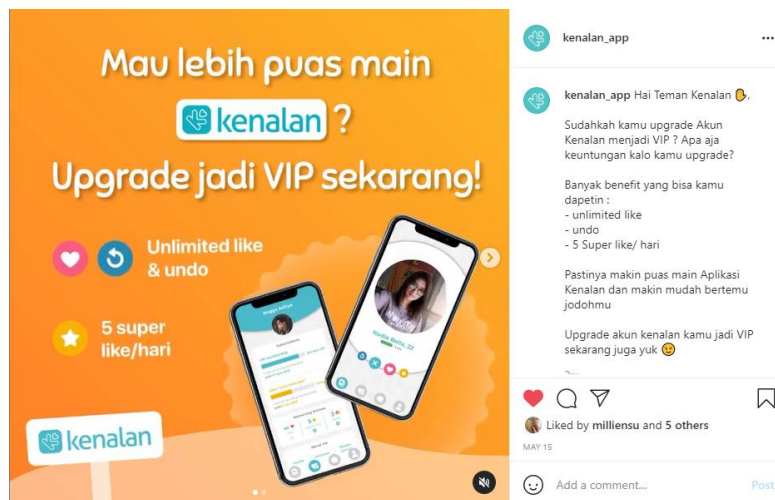 Mau lebih puas main
kenalan ?
Upgrade jadi VIP sekarang!
Unlimited like
& undo
5 super
like/hari
Nadia Bella, 32
kenalan
kenalan_app
kenalan_app Hai Teman Kenalan ✋,
Sudahkah kamu upgrade Akun
Kenalan menjadi VIP ? Apa aja
keuntungan kalo kamu upgrade?
Banyak benefit yang bisa kamu
dapetin :
- unlimited like
- undo
- 5 Super like/ hari
Pastinya makin puas main Aplikasi
Kenalan dan makin mudah bertemu
jodohmu
Upgrade akun kenalan kamu jadi VIP
sekarang juga yuk 😉
Liked by milliensu and 5 others
MAY 15
Add a comment...
Post